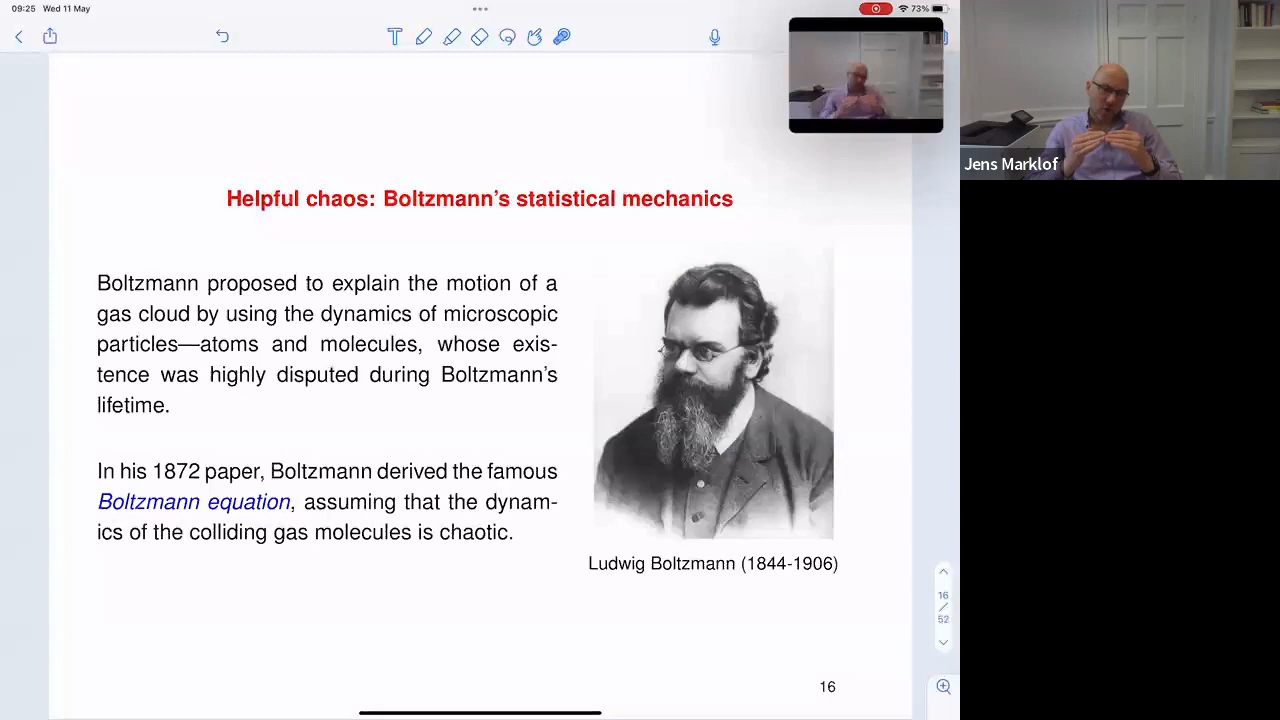 09:25 Wed 11 May
73%
Jens Marklof
Helpful chaos: Boltzmann's statistical mechanics
Boltzmann proposed to explain the motion of a
gas cloud by using the dynamics of microscopic
particles—atoms and molecules, whose exis-
tence was highly disputed during Boltzmann's
lifetime.
In his 1872 paper, Boltzmann derived the famous
Boltzmann equation, assuming that the dynam-
ics of the colliding gas molecules is chaotic.
Ludwig Boltzmann (1844-1906)
16
/
52
16